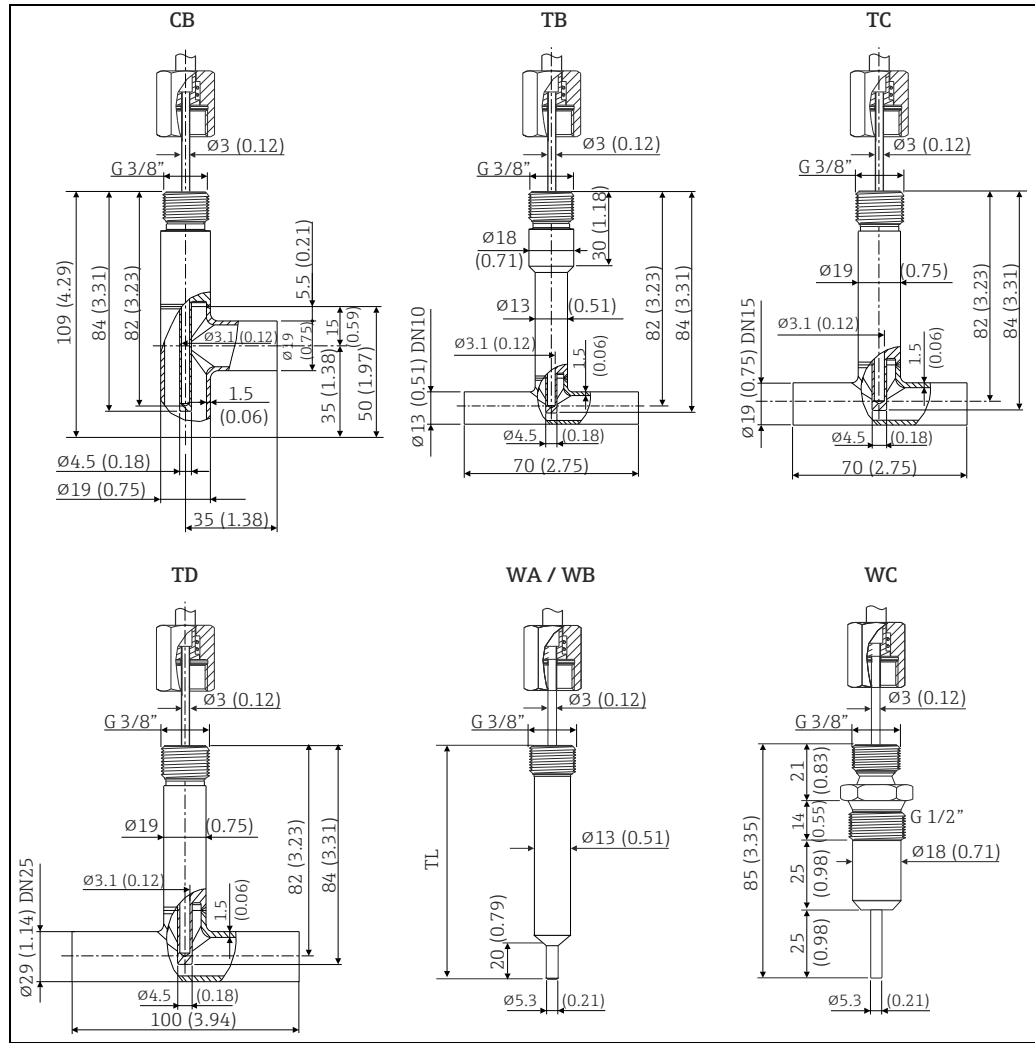 CB
Ø3 (0.12)
G 3/8”
109 (4.29)
84 (3.31)
82 (3.23)
5.5 (0.21)
15
(0.59)
Ø19
(0.75)
Ø3.1 (0.12)
1.5
(0.06)
35 (1.38)
50 (1.97)
Ø4.5 (0.18)
Ø19 (0.75)
35 (1.38)
TB
Ø3 (0.12)
G 3/8”
30 (1.18)
Ø18
(0.71)
Ø13 (0.51)
82 (3.23)
84 (3.31)
Ø3.1 (0.12)
1.5
(0.06)
Ø13 (0.51) DN10
Ø4.5 (0.18)
70 (2.75)
TC
Ø3 (0.12)
G 3/8”
Ø19 (0.75)
82 (3.23)
84 (3.31)
Ø3.1 (0.12)
1.5
(0.06)
Ø19 (0.75) DN15
Ø4.5 (0.18)
70 (2.75)
TD
Ø3 (0.12)
G 3/8”
Ø19 (0.75)
82 (3.23)
84 (3.31)
Ø3.1 (0.12)
1.5
(0.06)
Ø29 (1.14) DN25
Ø4.5 (0.18)
100 (3.94)
WA / WB
Ø3 (0.12)
G 3/8”
TL
Ø13 (0.51)
20 (0.79)
Ø5.3 (0.21)
WC
Ø3 (0.12)
G 3/8”
21
(0.83)
14
(0.55)
G 1/2”
85 (3.35)
25
(0.98)
Ø18 (0.71)
25
(0.98)
Ø5.3 (0.21)